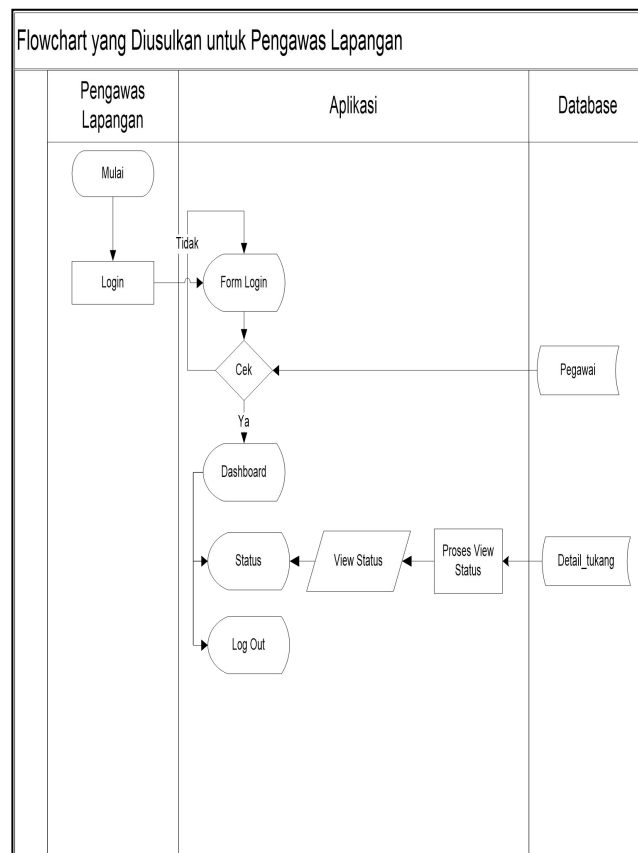 Flowchart yang Diusulkan untuk Pengawas Lapangan
Pengawas
Lapangan
Aplikasi
Database
Mulai
Tidak
Login
Form Login
Cek
Pegawai
Ya
Dashboard
Status
View Status
Proses View
Status
Detail_tukang
Log Out